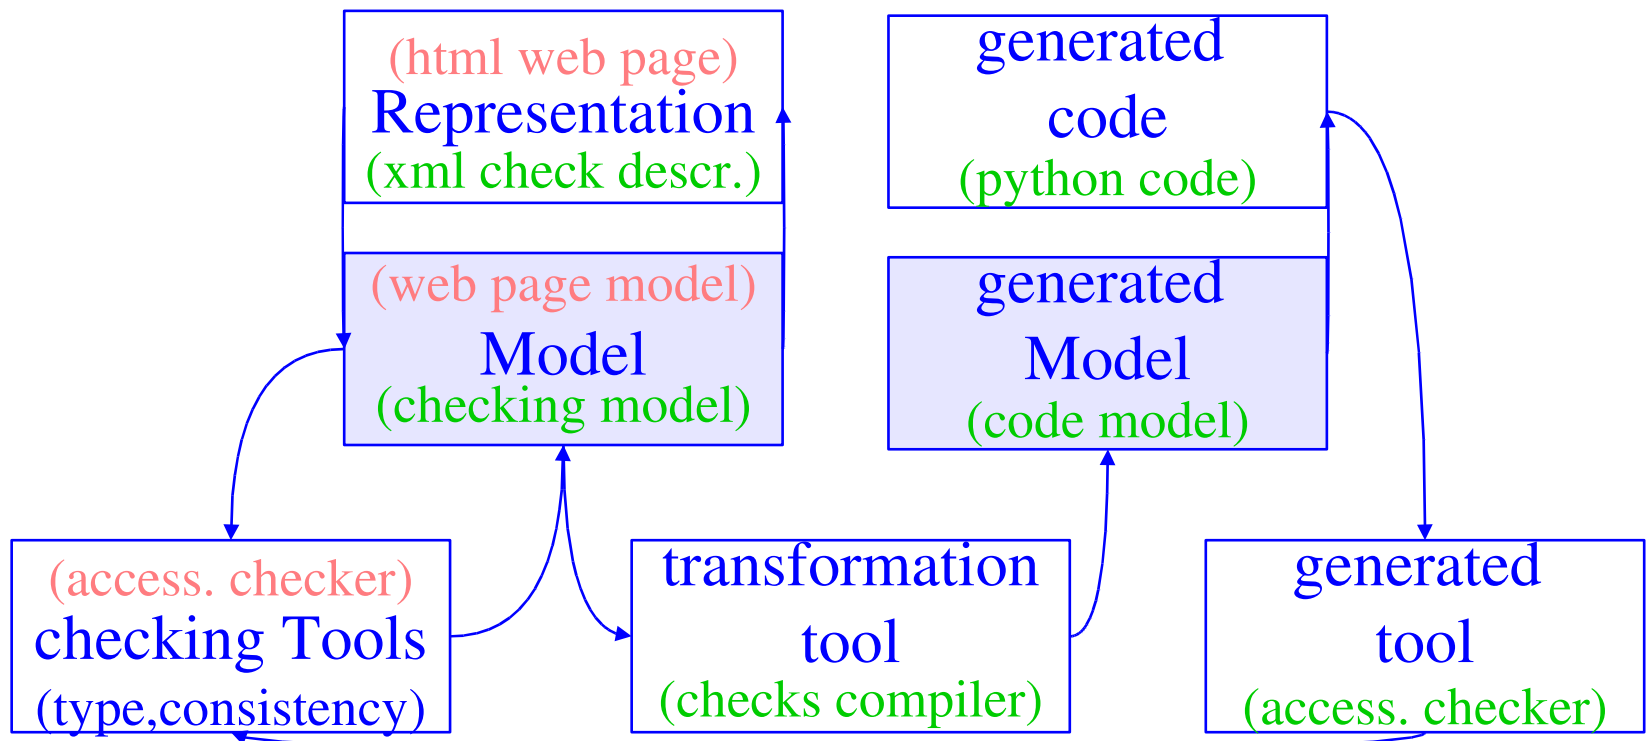 (html web page)
Representation
(xml check descr.)
generated
code
(python code)
(web page model)
Model
(checking model)
generated
Model
(code model)
(access. checker)
checking Tools
(type,consistency)
transformation
tool
(checks compiler)
generated
tool
(access. checker)